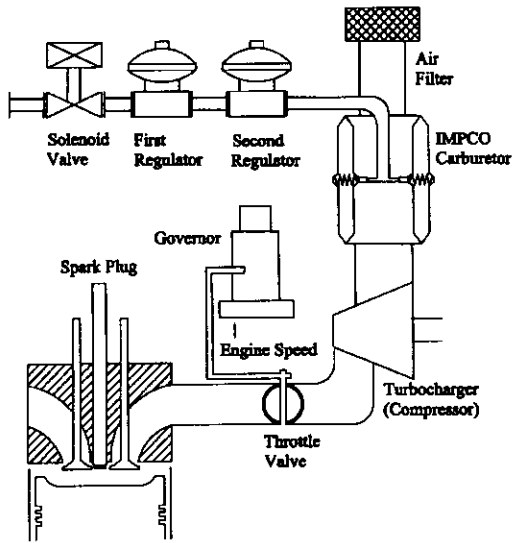 Air
Filter
Solenoid
Valve
First
Regulator
Second
Regulator
IMPCO
Carburetor
Governor
Spark Plug
Engine Speed
Turbocharger
(Compressor)
Throttle
Valve